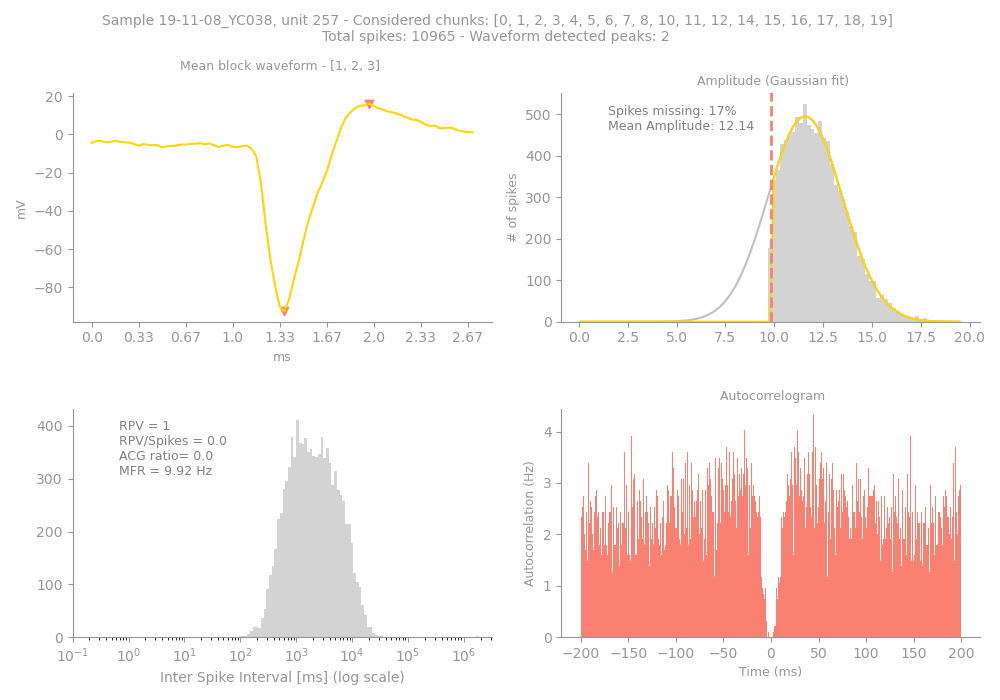 Sample 19-11-08_YC038, unit 257 - Considered chunks: [0, 1, 2, 3, 4, 5, 6, 7, 8, 10, 11, 12, 14, 15, 16, 17, 18, 19]
Total spikes: 10965 - Waveform detected peaks: 2
Mean block waveform - [1, 2, 3]
20
0
−20
−40
−60
−80
mV
0.0 0.33 0.67 1.0 1.33 1.67 2.0 2.33 2.67
ms
Amplitude (Gaussian fit)
Spikes missing: 17%
Mean Amplitude: 12.14
500
400
300
200
100
0
# of spikes
0.0 2.5 5.0 7.5 10.0 12.5 15.0 17.5 20.0
RPV = 1
RPV/Spikes = 0.0
ACG ratio= 0.0
MFR = 9.92 Hz
400
300
200
100
0
10⁻¹ 10⁰ 10¹ 10² 10³ 10⁴ 10⁵ 10⁶
Inter Spike Interval [ms] (log scale)
Autocorrelogram
4
3
2
1
0
Autocorrelation (Hz)
−200 −150 −100 −50 0 50 100 150 200
Time (ms)